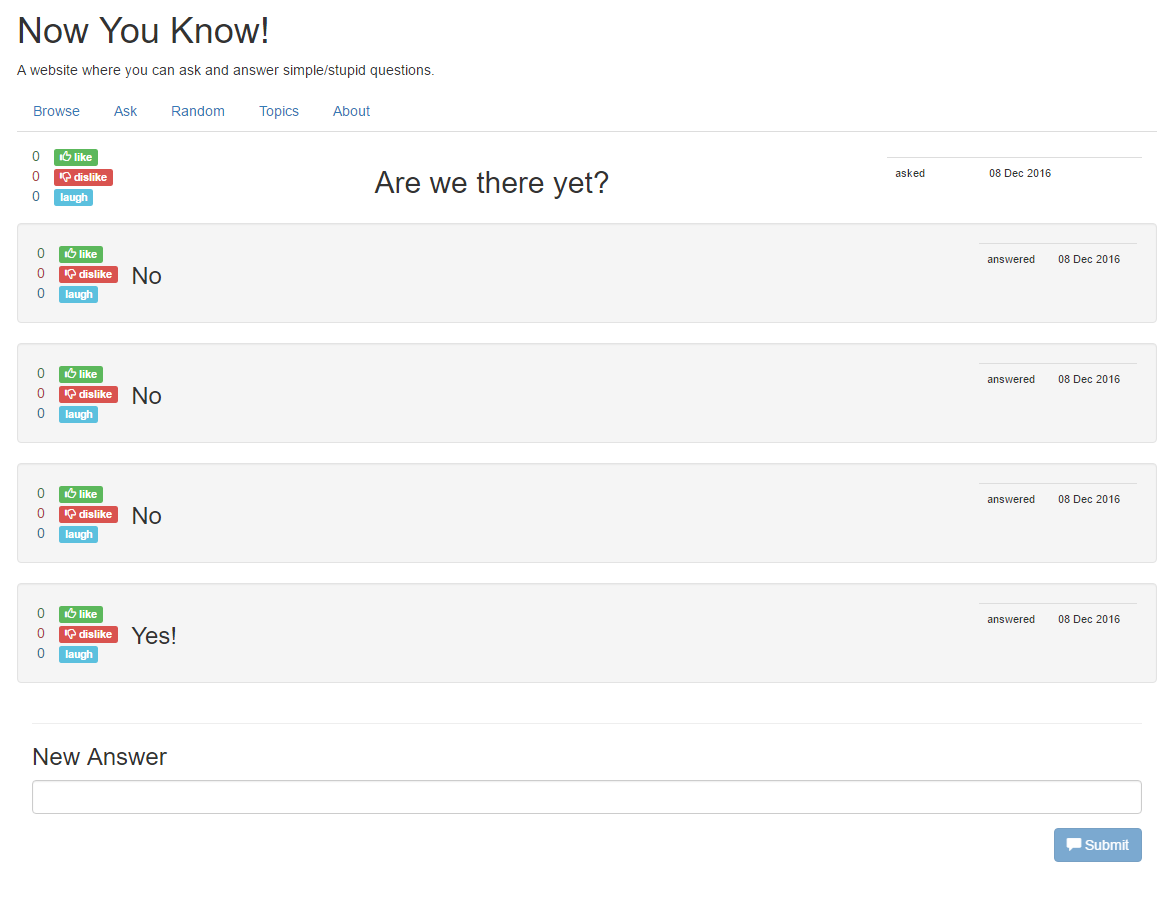 Now You Know!
A website where you can ask and answer simple/stupid questions.
Browse Ask Random Topics About
0 like
0 dislike
0 laugh
Are we there yet?
asked 08 Dec 2016
0 like
0 dislike
0 laugh
No
answered 08 Dec 2016
0 like
0 dislike
0 laugh
No
answered 08 Dec 2016
0 like
0 dislike
0 laugh
No
answered 08 Dec 2016
0 like
0 dislike
0 laugh
Yes!
answered 08 Dec 2016
New Answer
Submit